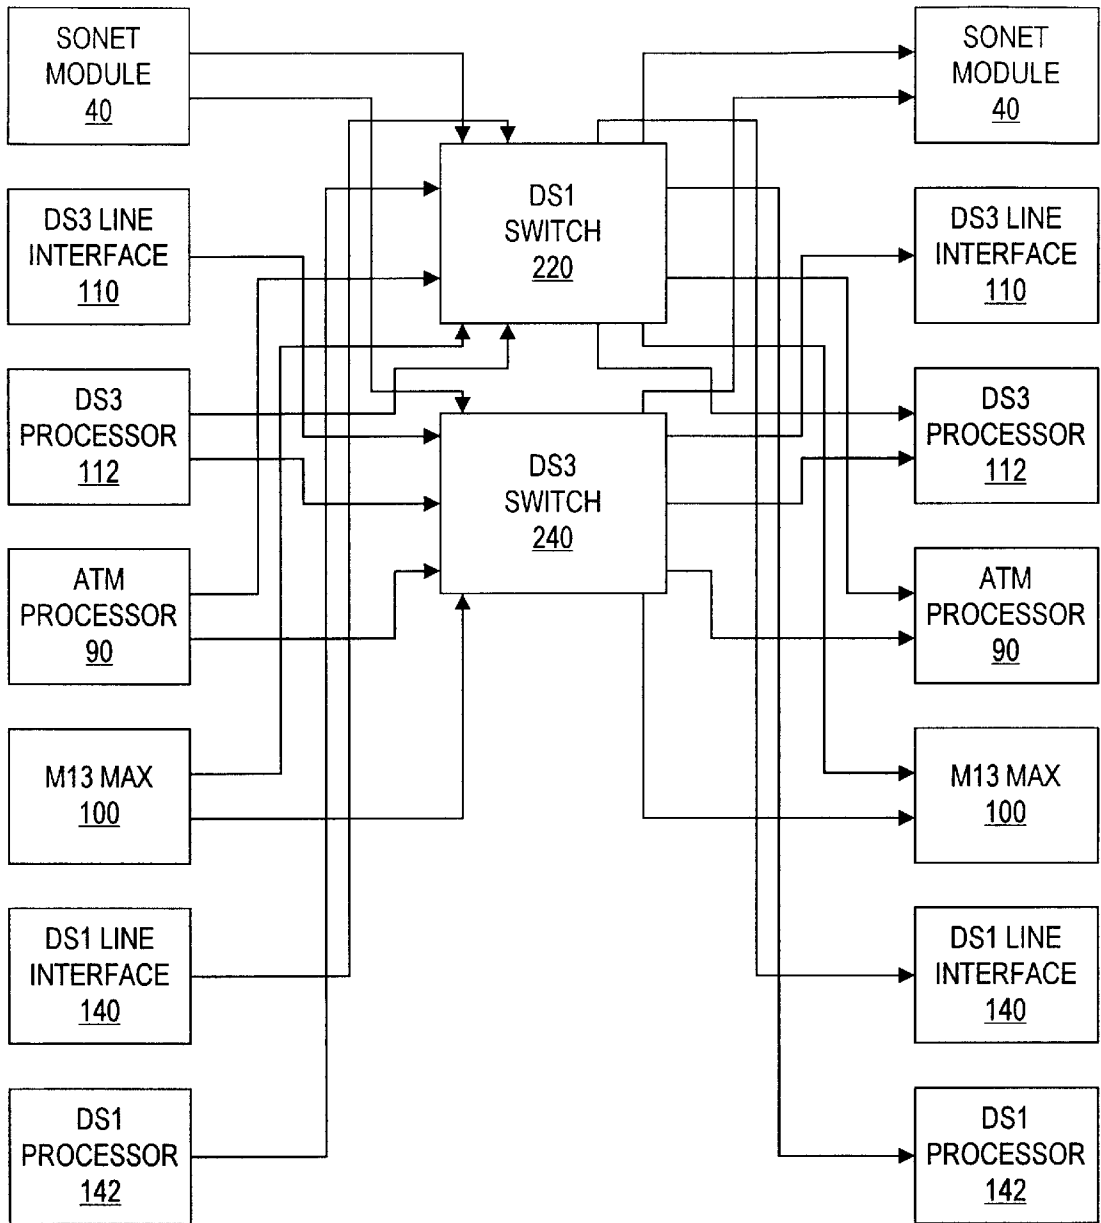 SONET
MODULE
40
DS3 LINE
INTERFACE
110
DS3
PROCESSOR
112
ATM
PROCESSOR
90
M13 MAX
100
DS1 LINE
INTERFACE
140
DS1
PROCESSOR
142
DS1
SWITCH
220
DS3
SWITCH
240
SONET
MODULE
40
DS3 LINE
INTERFACE
110
DS3
PROCESSOR
112
ATM
PROCESSOR
90
M13 MAX
100
DS1 LINE
INTERFACE
140
DS1
PROCESSOR
142